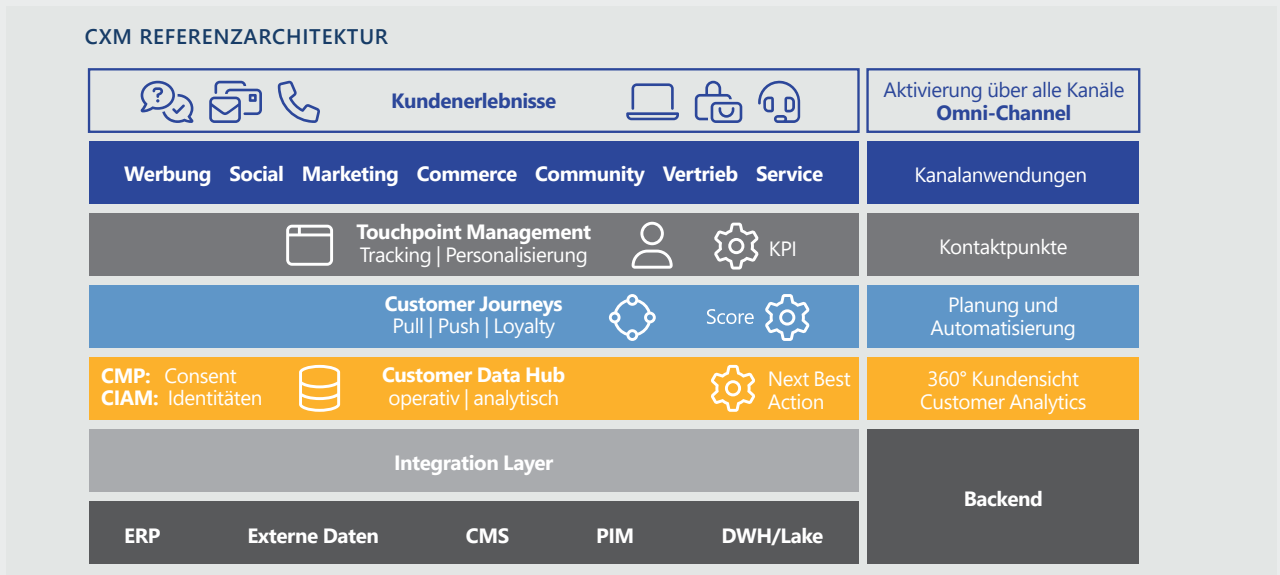 CXM REFERENZARCHITEKTUR
?
Kundenerlebnisse
Aktivierung über alle Kanäle
Omni-Channel
Werbung Social Marketing Commerce Community Vertrieb Service
Kanalanwendungen
Touchpoint Management
Tracking | Personalisierung
KPI
Kontaktpunkte
Customer Journeys
Pull | Push | Loyalty
Score
Planung und
Automatisierung
CMP: Consent
CIAM: Identitäten
Customer Data Hub
operativ | analytisch
Next Best
Action
360° Kundensicht
Customer Analytics
Integration Layer
Backend
ERP Externe Daten CMS PIM DWH/Lake